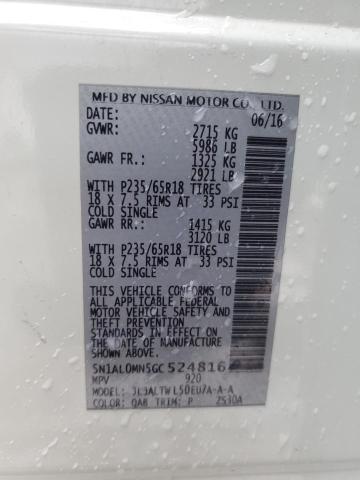 MFD BY NISSAN MOTOR CO., LTD.
DATE: 06/16
GVWR: 2715 KG
5986 LB
GAWR FR.: 1325 KG
2921 LB
WITH P235/65R18 TIRES
18 X 7.5 RIMS AT 33 PSI
COLD SINGLE
GAWR RR.: 1415 KG
3120 LB
WITH P235/65R18 TIRES
18 X 7.5 RIMS AT 33 PSI
COLD SINGLE
THIS VEHICLE CONFORMS TO
ALL APPLICABLE FEDERAL
MOTOR VEHICLE SAFETY AND
THEFT PREVENTION
STANDARDS IN EFFECT ON
THE DATE OF MANUFACTURE
SHOWN ABOVE.
5N1AL0MN5GC524816
MPV 920
COLOR: QAB TRIM: P